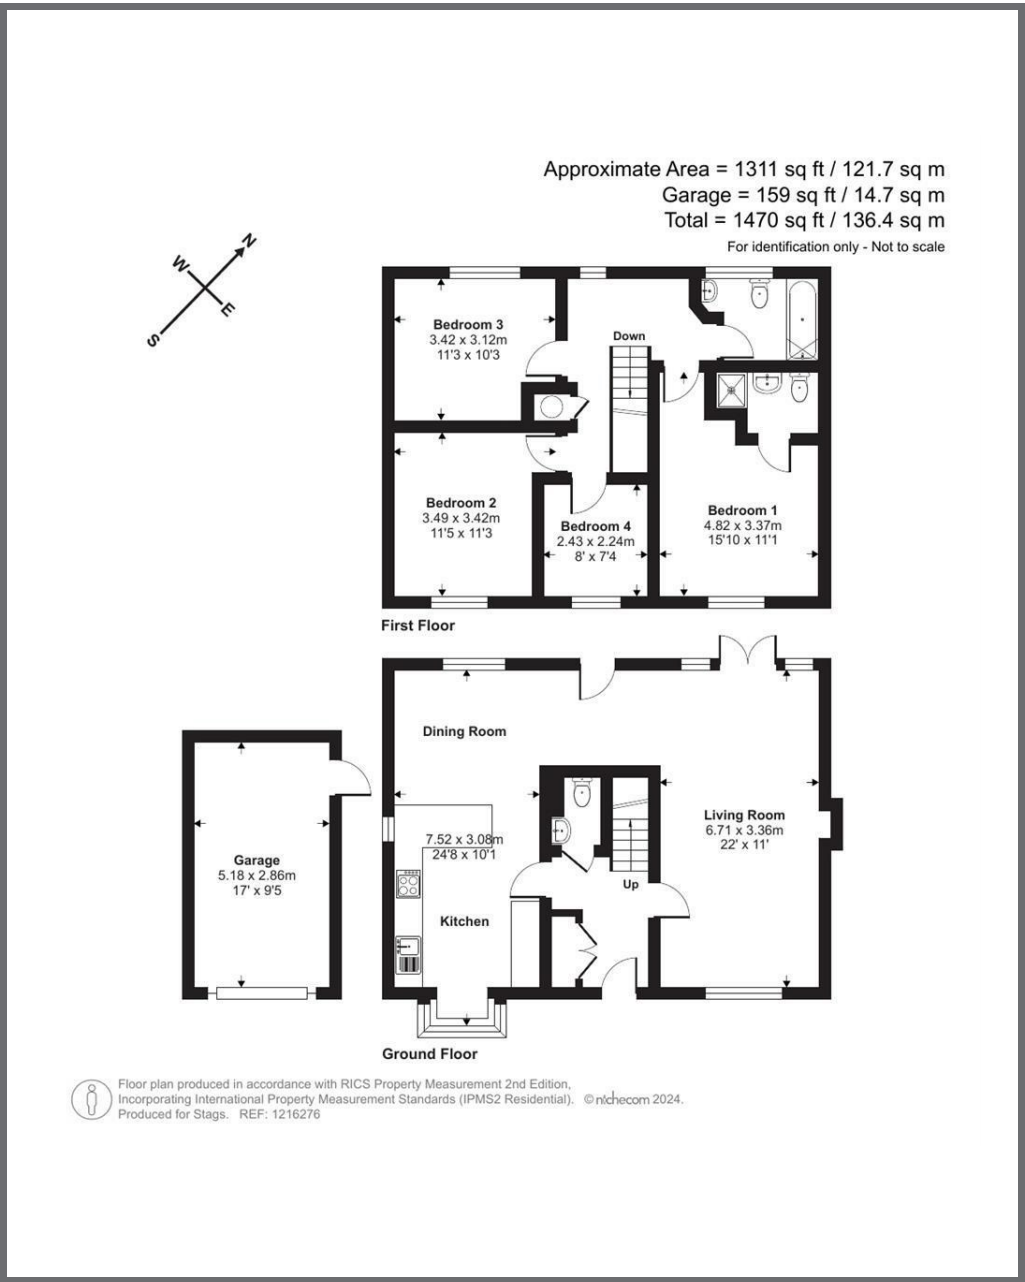 Approximate Area = 1311 sq ft / 121.7 sq m
Garage = 159 sq ft / 14.7 sq m
Total = 1470 sq ft / 136.4 sq m
For identification only - Not to scale
N
W
E
S
Bedroom 3
3.42 x 3.12m
11'3 x 10'3
Down
Bedroom 2
3.49 x 3.42m
11'5 x 11'3
Bedroom 4
2.43 x 2.24m
8' x 7'4
Bedroom 1
4.82 x 3.37m
15'10 x 11'1
First Floor
Dining Room
7.52 x 3.08m
24'8 x 10'1
Kitchen
Living Room
6.71 x 3.36m
22' x 11'
Up
Garage
5.18 x 2.86m
17' x 9'5
Ground Floor
Floor plan produced in accordance with RICS Property Measurement 2nd Edition,
Incorporating International Property Measurement Standards (IPMS2 Residential). © nichecom 2024.
Produced for Stags. REF: 1216276